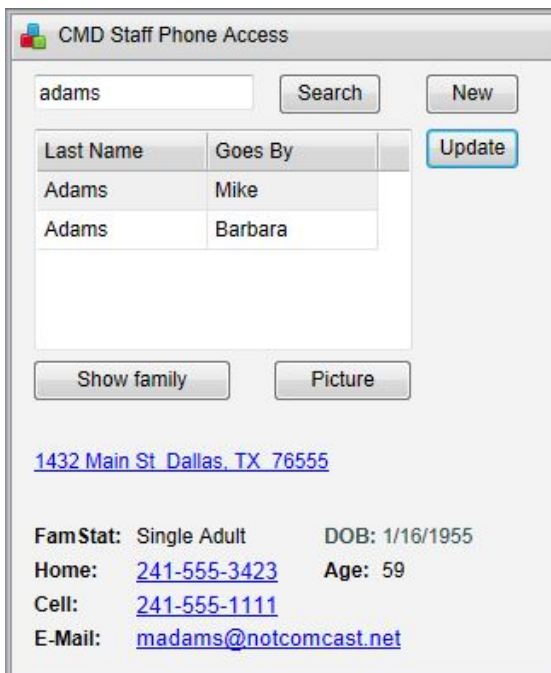 CMD Staff Phone Access
adams Search New
Last Name Goes By Update
Adams Mike
Adams Barbara
Show family Picture
1432 Main St Dallas, TX 76555
FamStat: Single Adult DOB: 1/16/1955
Home: 241-555-3423 Age: 59
Cell: 241-555-1111
E-Mail: madams@notcomcast.net